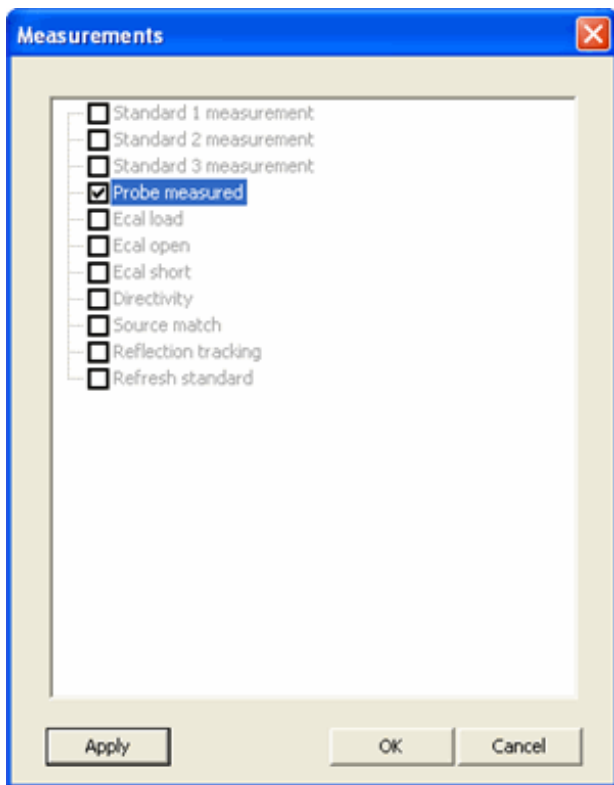 Measurements
Standard 1 measurement
Standard 2 measurement
Standard 3 measurement
Probe measured
Ecal load
Ecal open
Ecal short
Directivity
Source match
Reflection tracking
Refresh standard
Apply OK Cancel